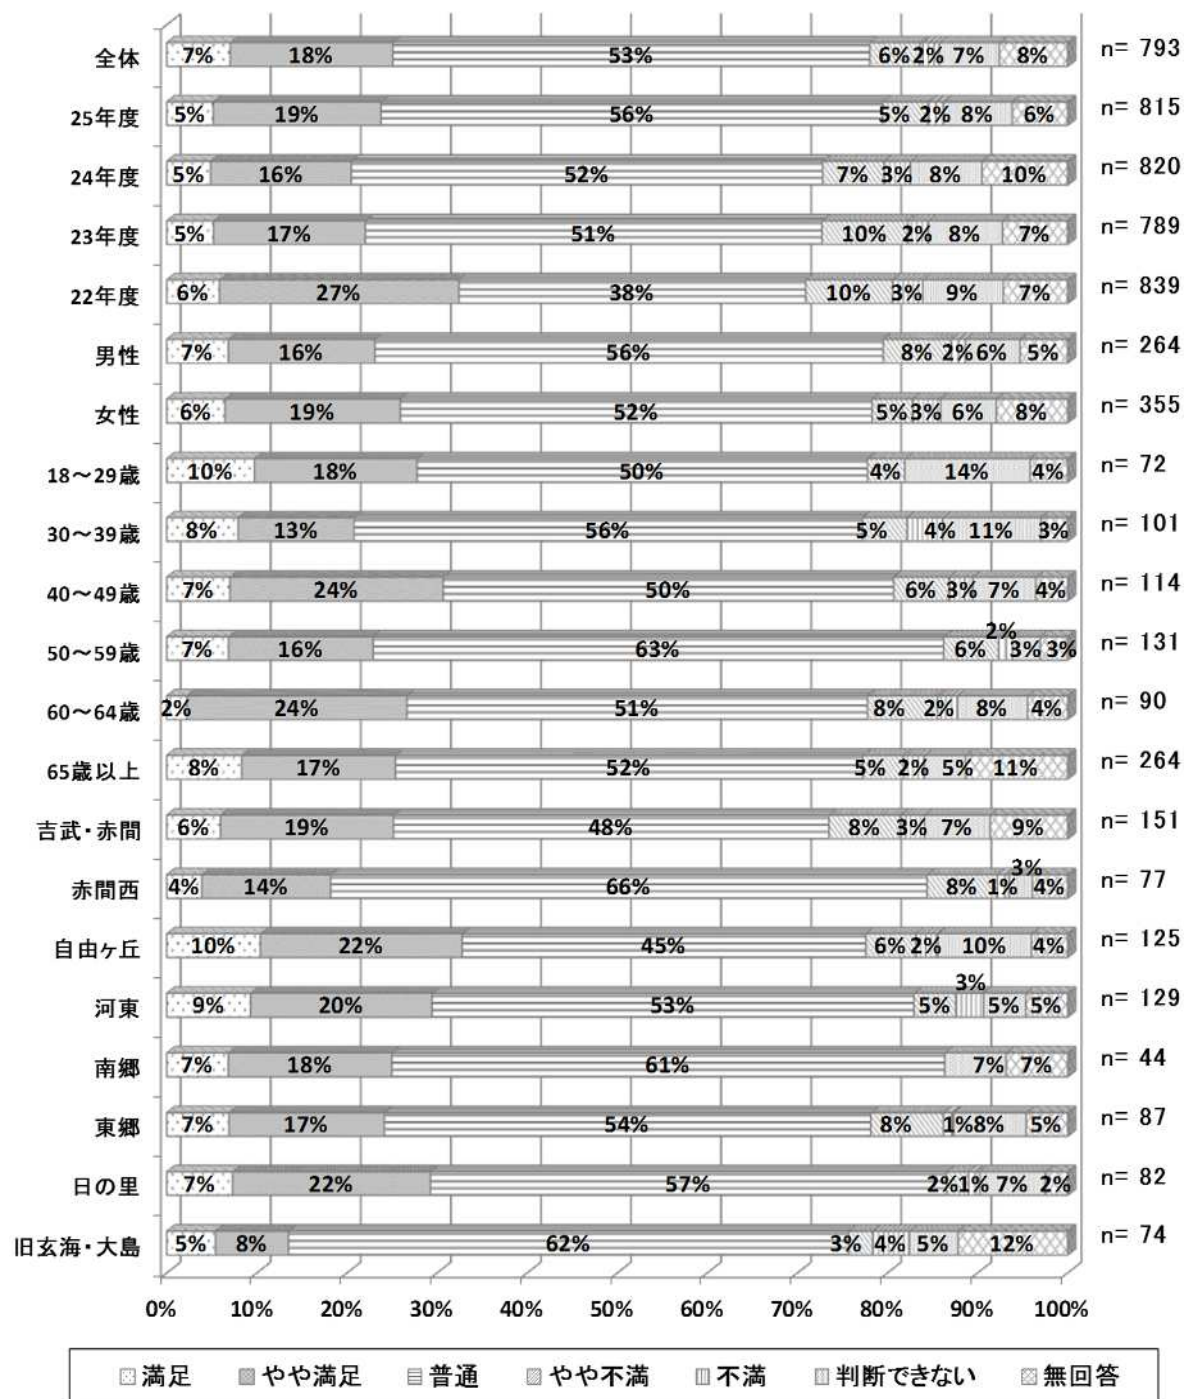 全体 7% 18% 53% 6% 2% 7% 8% n= 793
25年度 5% 19% 56% 5% 2% 8% 6% n= 815
24年度 5% 16% 52% 7% 3% 8% 10% n= 820
23年度 5% 17% 51% 10% 2% 8% 7% n= 789
22年度 6% 27% 38% 10% 3% 9% 7% n= 839
男性 7% 16% 56% 8% 2% 6% 5% n= 264
女性 6% 19% 52% 5% 3% 6% 8% n= 355
18～29歳 10% 18% 50% 4% 14% 4% n= 72
30～39歳 8% 13% 56% 5% 4% 11% 3% n= 101
40～49歳 7% 24% 50% 6% 3% 7% 4% n= 114
50～59歳 7% 16% 63% 6% 2% 3% 3% n= 131
60～64歳 2% 24% 51% 8% 2% 8% 4% n= 90
65歳以上 8% 17% 52% 5% 2% 5% 11% n= 264
吉武・赤間 6% 19% 48% 8% 3% 7% 9% n= 151
赤間西 4% 14% 66% 8% 1% 3% 4% n= 77
自由ヶ丘 10% 22% 45% 6% 2% 10% 4% n= 125
河東 9% 20% 53% 5% 3% 5% 5% n= 129
南郷 7% 18% 61% 7% 7% n= 44
東郷 7% 17% 54% 8% 1% 8% 5% n= 87
日の里 7% 22% 57% 2% 1% 7% 2% n= 82
旧玄海・大島 5% 8% 62% 3% 4% 5% 12% n= 74
0% 10% 20% 30% 40% 50% 60% 70% 80% 90% 100%
満足 やや満足 普通 やや不満 不満 判断できない 無回答